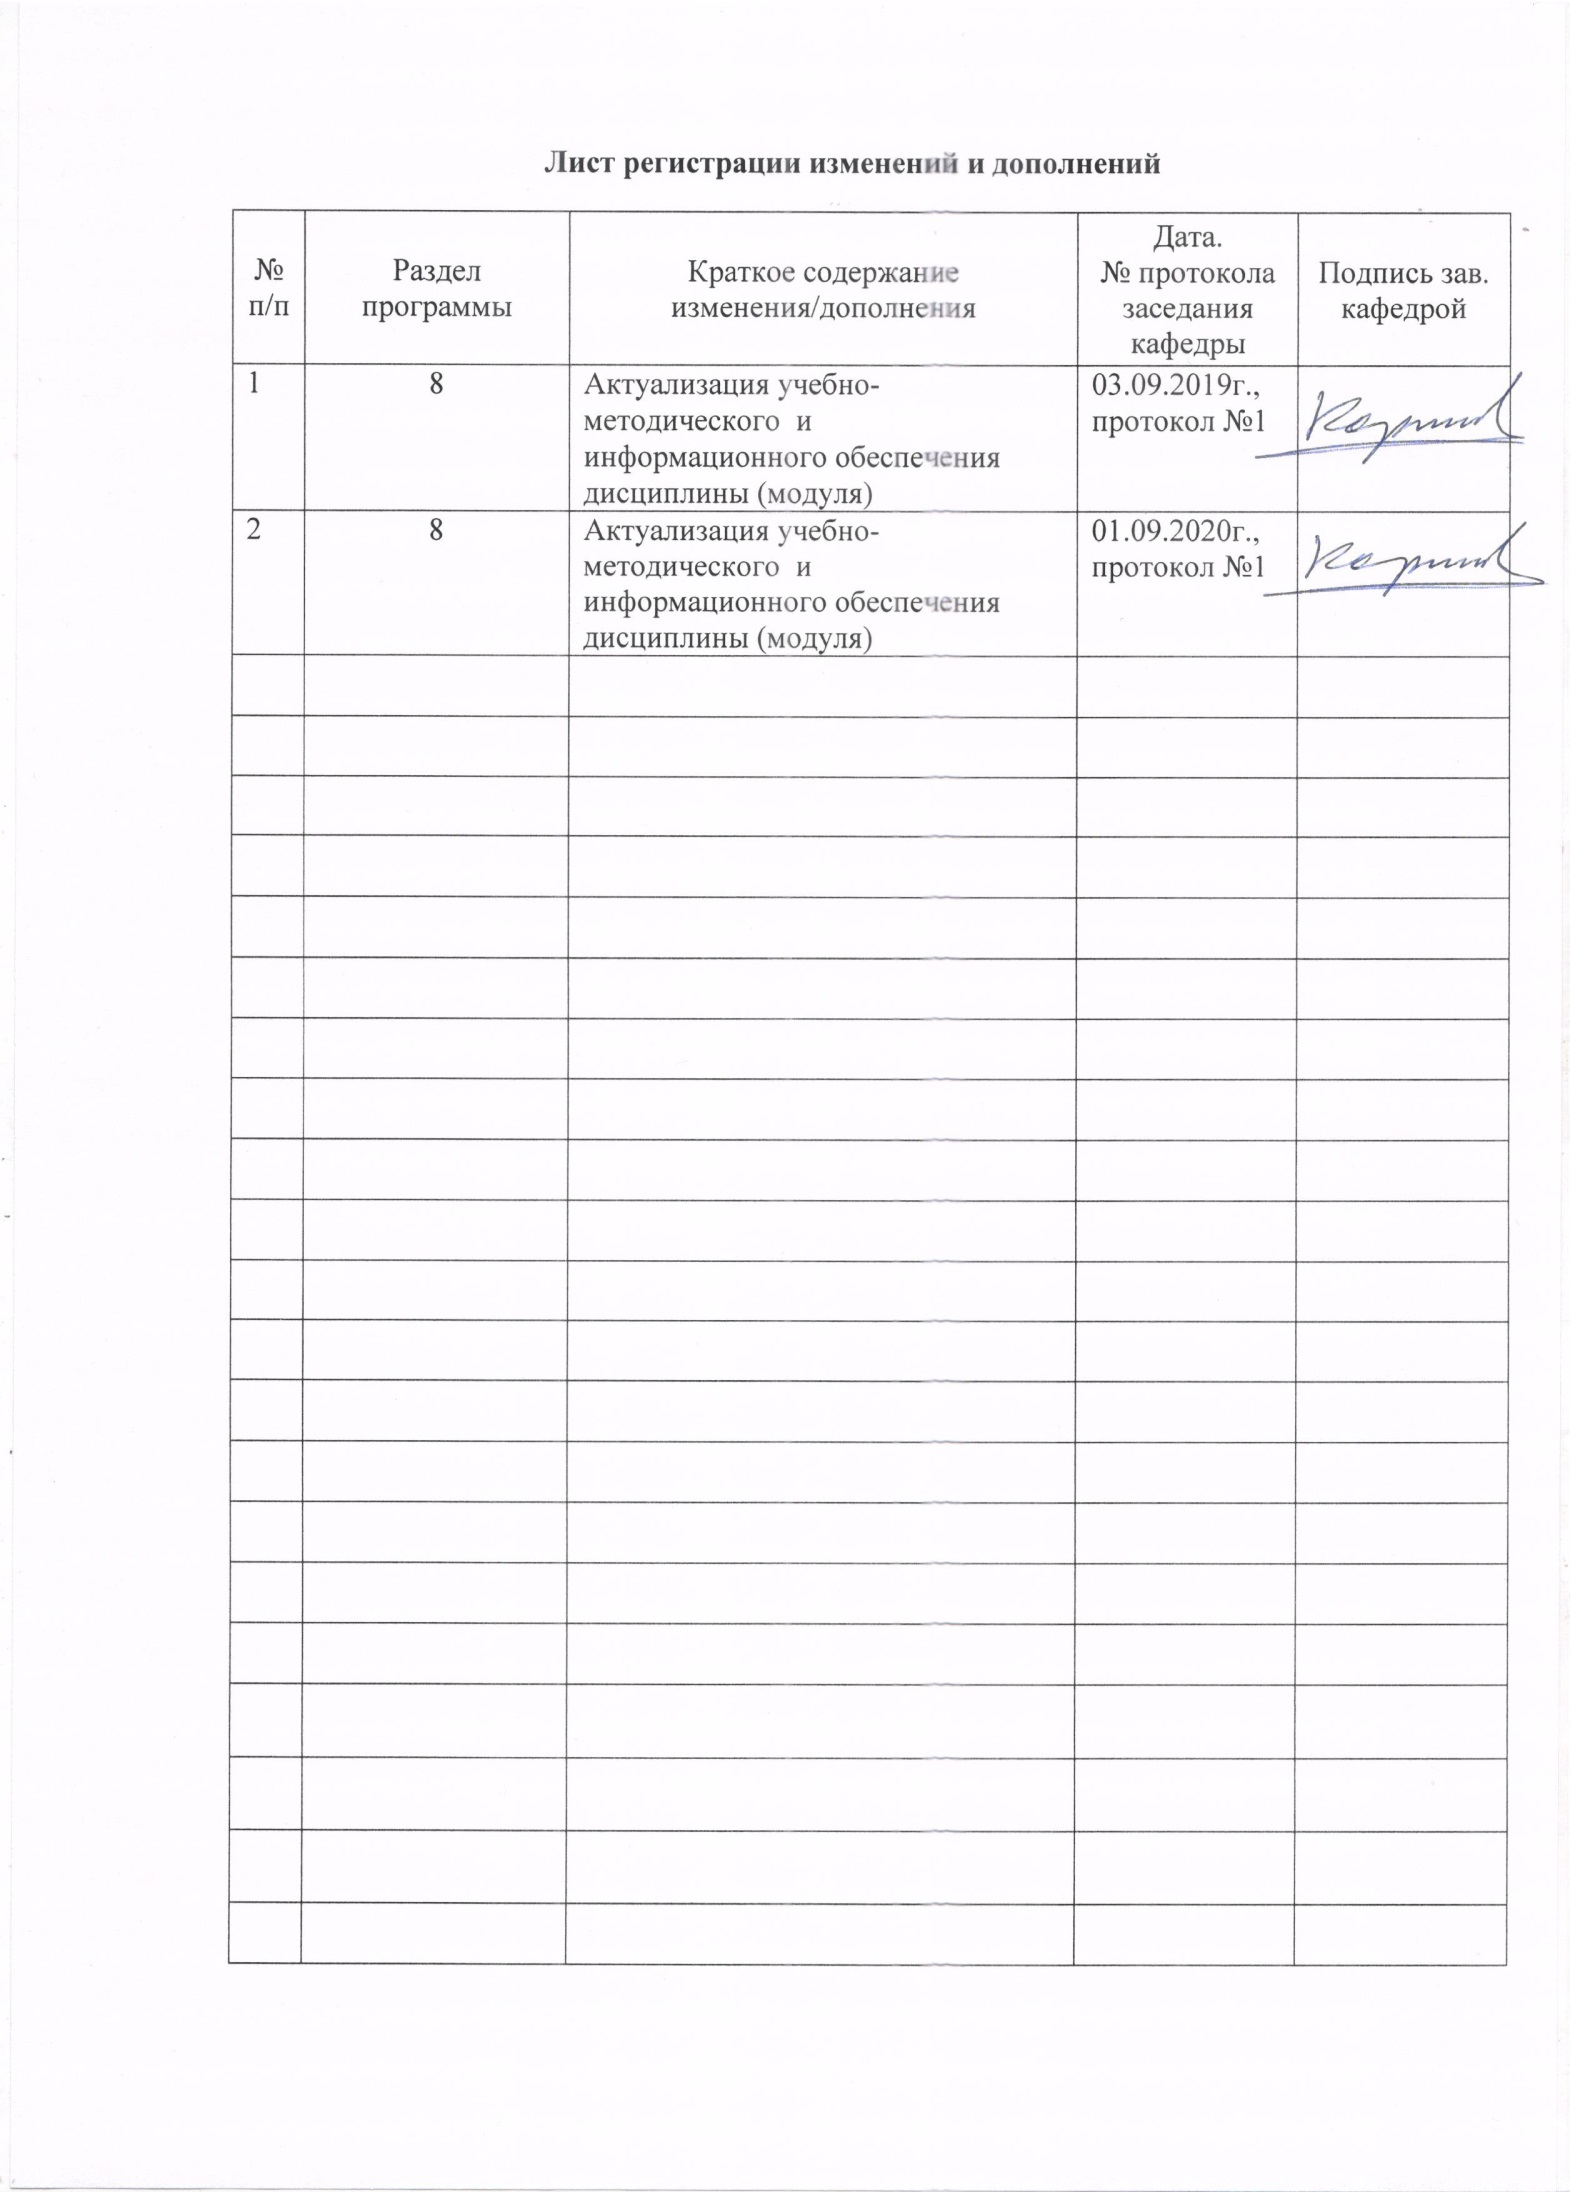 Лист регистрации изменений и дополнений
№
п/п
Раздел
программы
Краткое содержание
изменения/дополнения
Дата.
№ протокола
заседания
кафедры
Подпись зав.
кафедрой
1
8
Актуализация учебно-
методического  и
информационного обеспечения
дисциплины (модуля)
03.09.2019г.,
протокол №1
2
8
Актуализация учебно-
методического  и
информационного обеспечения
дисциплины (модуля)
01.09.2020г.,
протокол №1